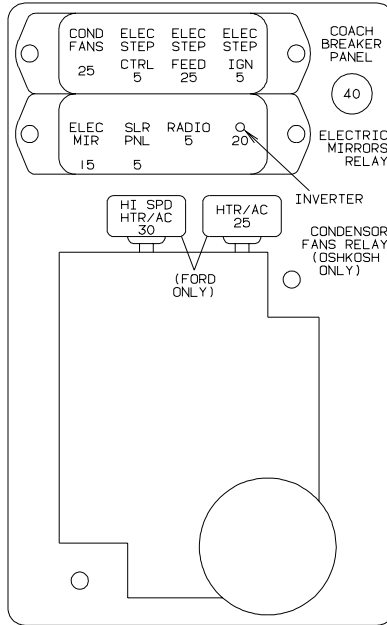 COND ELEC ELEC ELEC
FANS STEP STEP STEP
25 CTRL FEED IGN
5 25 5
COACH
BREAKER
PANEL
40
ELEC SLR RADIO
MIR PNL 5 20
15 5
ELECTRIC
MIRRORS
RELAY
INVERTER
HI SPD
HTR/AC
30
HTR/AC
25
(FORD
ONLY)
CONDENSOR
FANS RELAY
(OSHKOSH
ONLY)